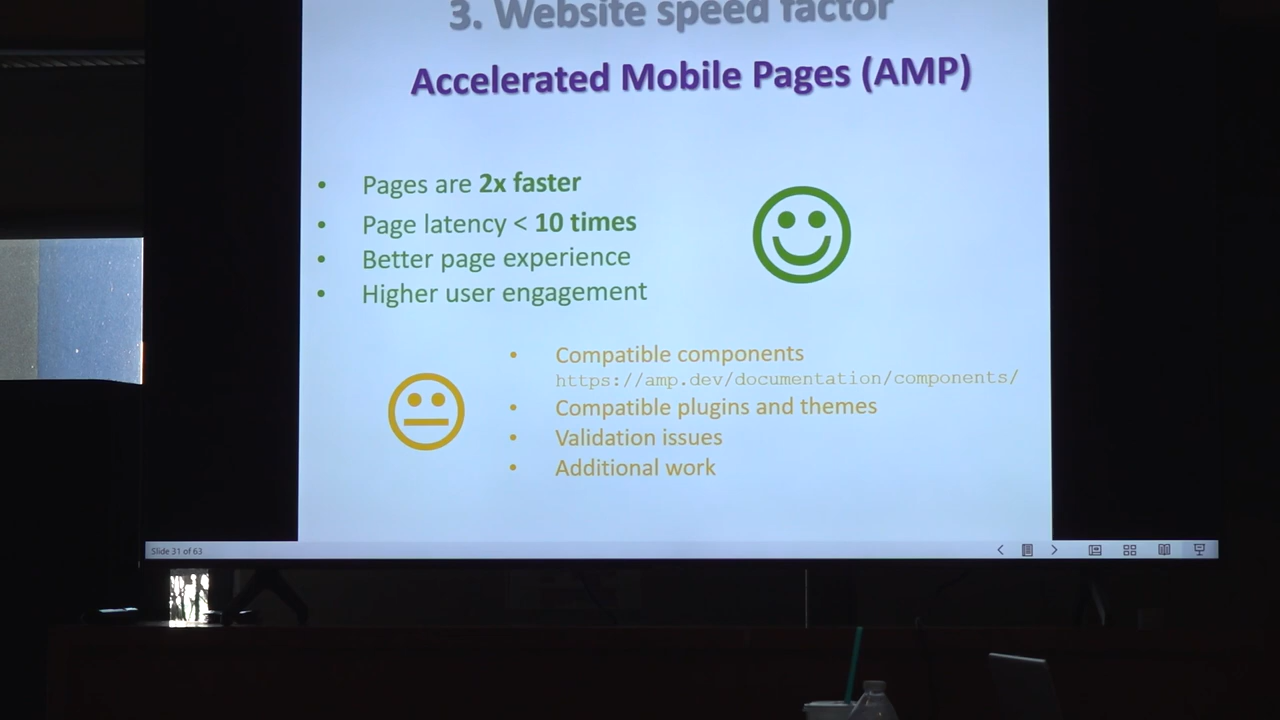 3. Website speed factor
Accelerated Mobile Pages (AMP)
• Pages are 2x faster
• Page latency < 10 times
• Better page experience
• Higher user engagement
• Compatible components
https://amp.dev/documentation/components/
• Compatible plugins and themes
• Validation issues
• Additional work
Slide 31 of 63